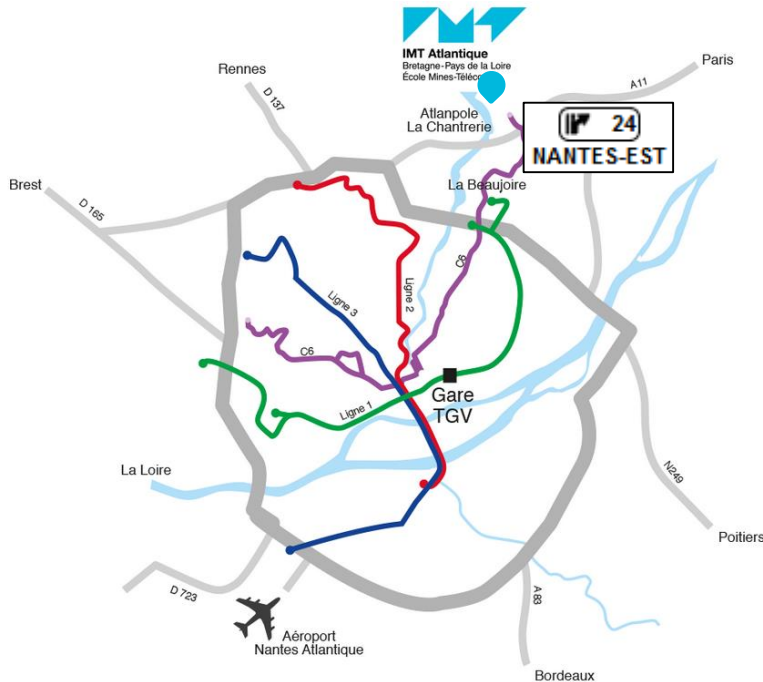 IMT Atlantique
Bretagne-Pays de la Loire
École Mines-Téléco
Paris
A11
Rennes
D 137
Atlanpole
La Chantrerie
24
NANTES-EST
Brest
D 165
La Beaujoire
C6
Ligne 2
Ligne 3
C6
Gare
TGV
Ligne 1
La Loire
N249
Poitiers
D 723
A 83
Aéroport
Nantes Atlantique
Bordeaux